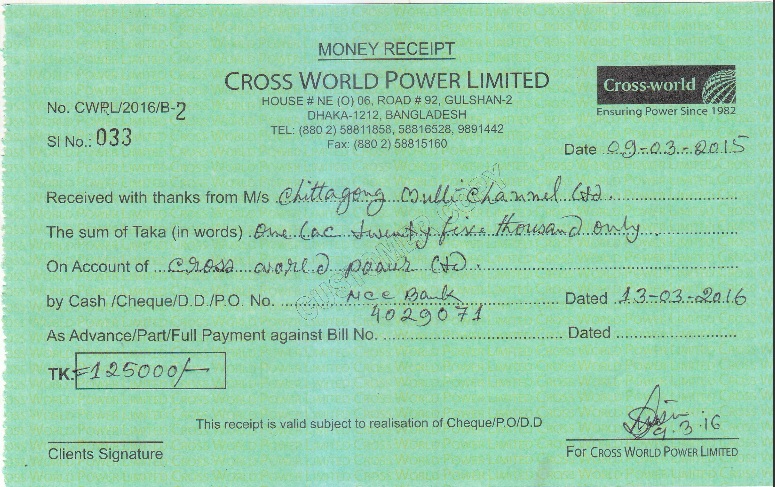 MONEY RECEIPT
CROSS WORLD POWER LIMITED
HOUSE # NE (O) 06, ROAD # 92, GULSHAN-2
DHAKA-1212, BANGLADESH
TEL: (880 2) 58811858, 58816528, 9891442
Fax: (880 2) 58815160
Cross-world
Ensuring Power Since 1982
No. CWPL/2016/B-2
Sl No.: 033
Date 09-03-2015
Received with thanks from M/s Chittagong Multi Channel Ltd.
The sum of Taka (in words) One lac twenty five thousand only
On Account of Cross world power Ltd.
by Cash /Cheque/D.D./P.O. No. NCC Bank Dated 13-03-2016
4029071
As Advance/Part/Full Payment against Bill No. Dated
TK. =125000/-
This receipt is valid subject to realisation of Cheque/P.O/D.D
9.3.16
Clients Signature
For CROSS WORLD POWER LIMITED